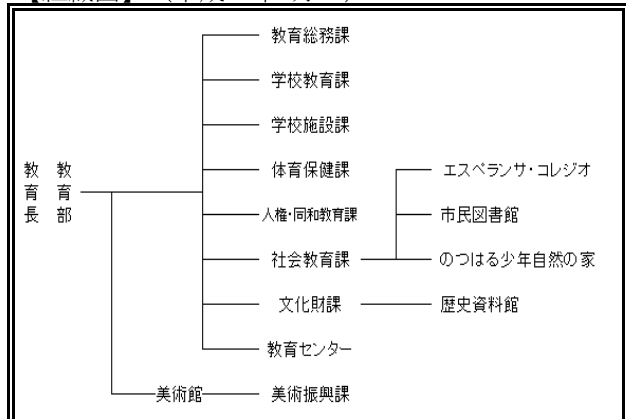 教育総務課
学校教育課
学校施設課
教育長 教育部
体育保健課
エスペランサ・コレジオ
人権・同和教育課
市民図書館
社会教育課
のつはる少年自然の家
文化財課
歴史資料館
教育センター
美術館
美術振興課